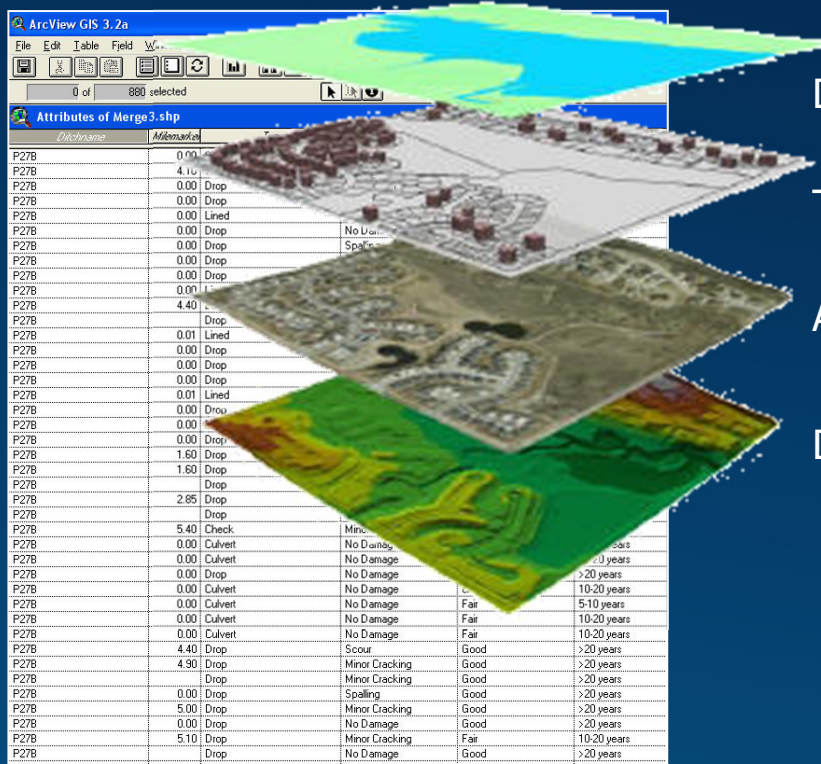 ArcView GIS 3.2a
File Edit Table Field
0 of 880 selected
D
Attributes of Merge3.shp
Ditchname Milemarker
P27B 0.00
P27B 4.10
P27B 0.00 Drop
P27B 0.00 Drop
P27B 0.00 Lined
P27B 0.00 Drop No
P27B 0.00 Drop
P27B 0.00 Drop
P27B 0.00 Drop
P27B 0.00
P27B 4.40
A
P27B Drop
P27B 0.01 Lined
P27B 0.00 Drop
P27B 0.00 Drop
P27B 0.00 Drop
P27B 0.01 Lined
P27B 0.00 Drop
P27B 0.00
P27B 0.00 Drop
D
P27B 1.60 Drop
P27B 1.60 Drop
P27B Drop
P27B 2.85 Drop
P27B Drop
P27B 5.40 Check Minor
P27B 0.00 Culvert No Damage years
P27B 0.00 Culvert No Damage years
P27B 0.00 Drop No Damage >20 years
P27B 0.00 Culvert No Damage 10-20 years
P27B 0.00 Culvert No Damage Fair 5-10 years
P27B 0.00 Culvert No Damage Fair 10-20 years
P27B 0.00 Culvert No Damage Fair 10-20 years
P27B 4.40 Drop Scour Good >20 years
P27B 4.90 Drop Minor Cracking Good >20 years
P27B Drop Minor Cracking Good >20 years
P27B 0.00 Drop Spalling Good >20 years
P27B 5.00 Drop Minor Cracking Good >20 years
P27B 0.00 Drop No Damage Good >20 years
P27B 5.10 Drop Minor Cracking Fair 10-20 years
P27B Drop No Damage Good >20 years